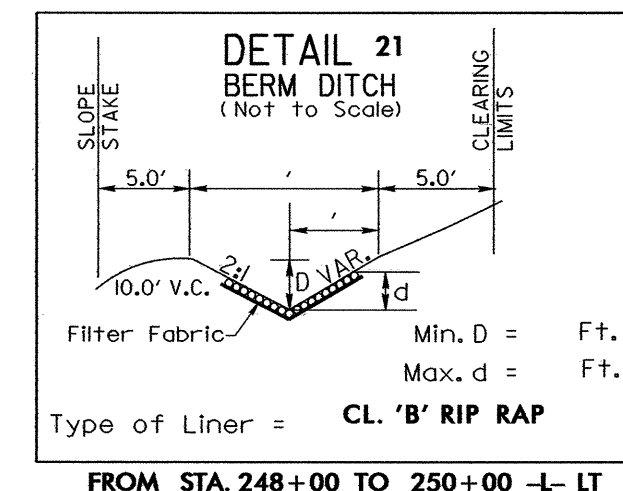 DETAIL 21
BERM DITCH
(Not to Scale)
SLOPE
STAKE
CLEARING
LIMITS
5.0'
'
5.0'
'
2:1
D
VAR.
d
10.0' V.C.
Filter Fabric
Min. D = Ft.
Max. d = Ft.
Type of Liner = CL. 'B' RIP RAP
FROM STA. 248+00 TO 250+00 -L- LT